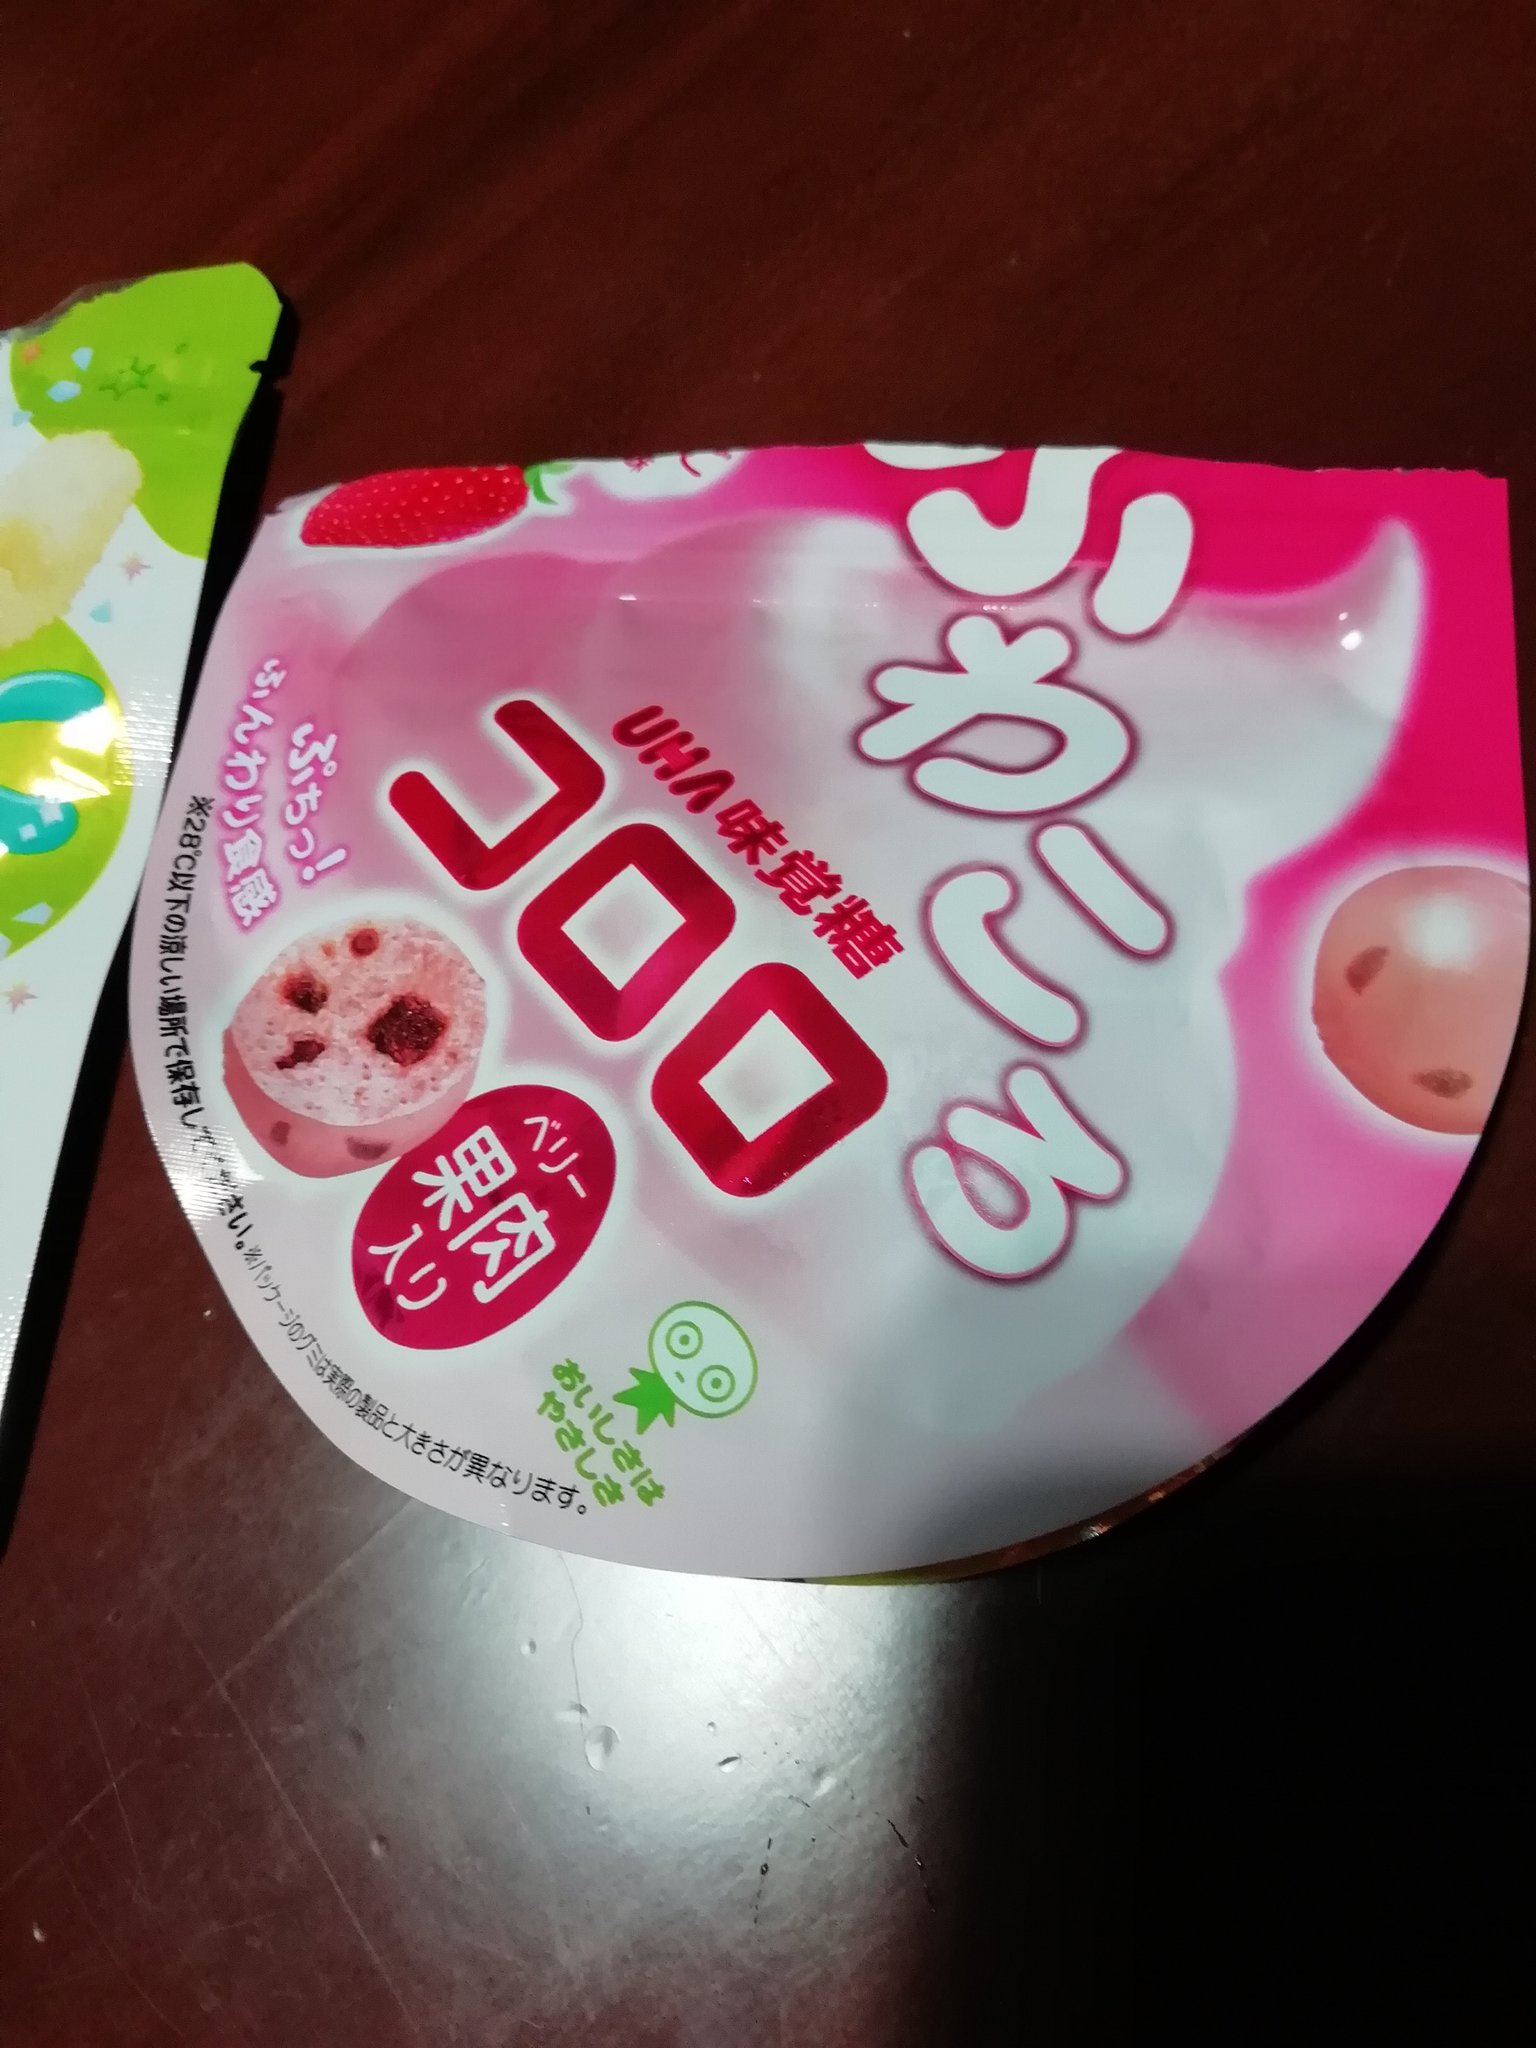 ふわころ
UHA味覚糖
コロロ
ぷちっ!
ふんわり食感
ベリー
果肉
入り
おいしさは
やさしさ
※28℃以下の涼しい場所で保存してください。※パッケージのグミは実際の製品と大きさが異なります。